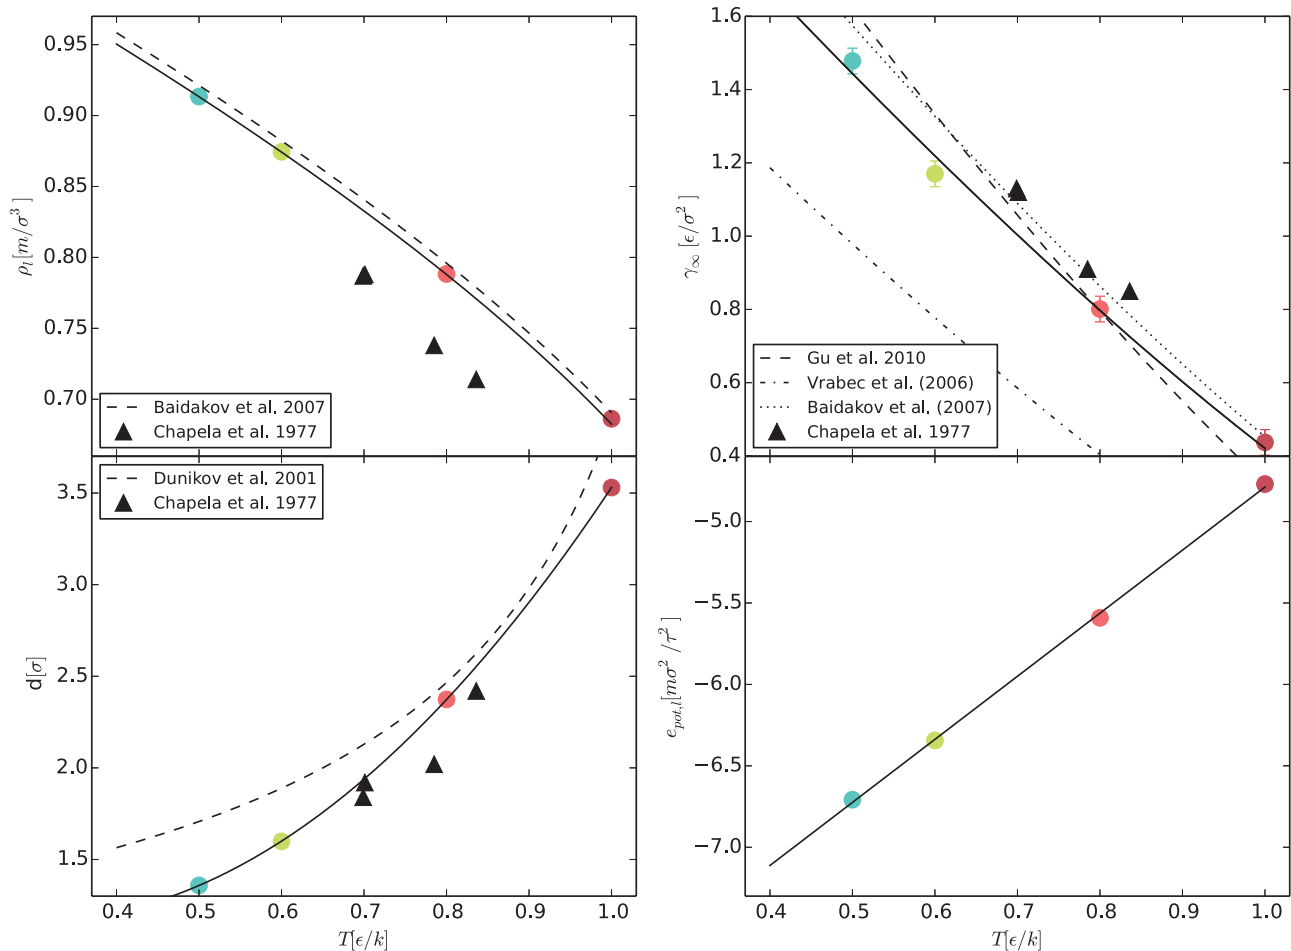 0.95
0.90
0.85
0.80
0.75
0.70
ρ_l [m/σ^3]
Baidakov et al. 2007
Chapela et al. 1977
1.6
1.4
1.2
1.0
0.8
0.6
0.4
γ_∞ [ϵ/σ^2]
Gu et al. 2010
Vrabec et al. (2006)
Baidakov et al. (2007)
Chapela et al. 1977
3.5
3.0
2.5
2.0
1.5
d[σ]
Dunikov et al. 2001
Chapela et al. 1977
0.4 0.5 0.6 0.7 0.8 0.9 1.0
T[ϵ/k]
−5.0
−5.5
−6.0
−6.5
−7.0
e_{pot,l}[mσ^2/τ^2]
0.4 0.5 0.6 0.7 0.8 0.9 1.0
T[ϵ/k]